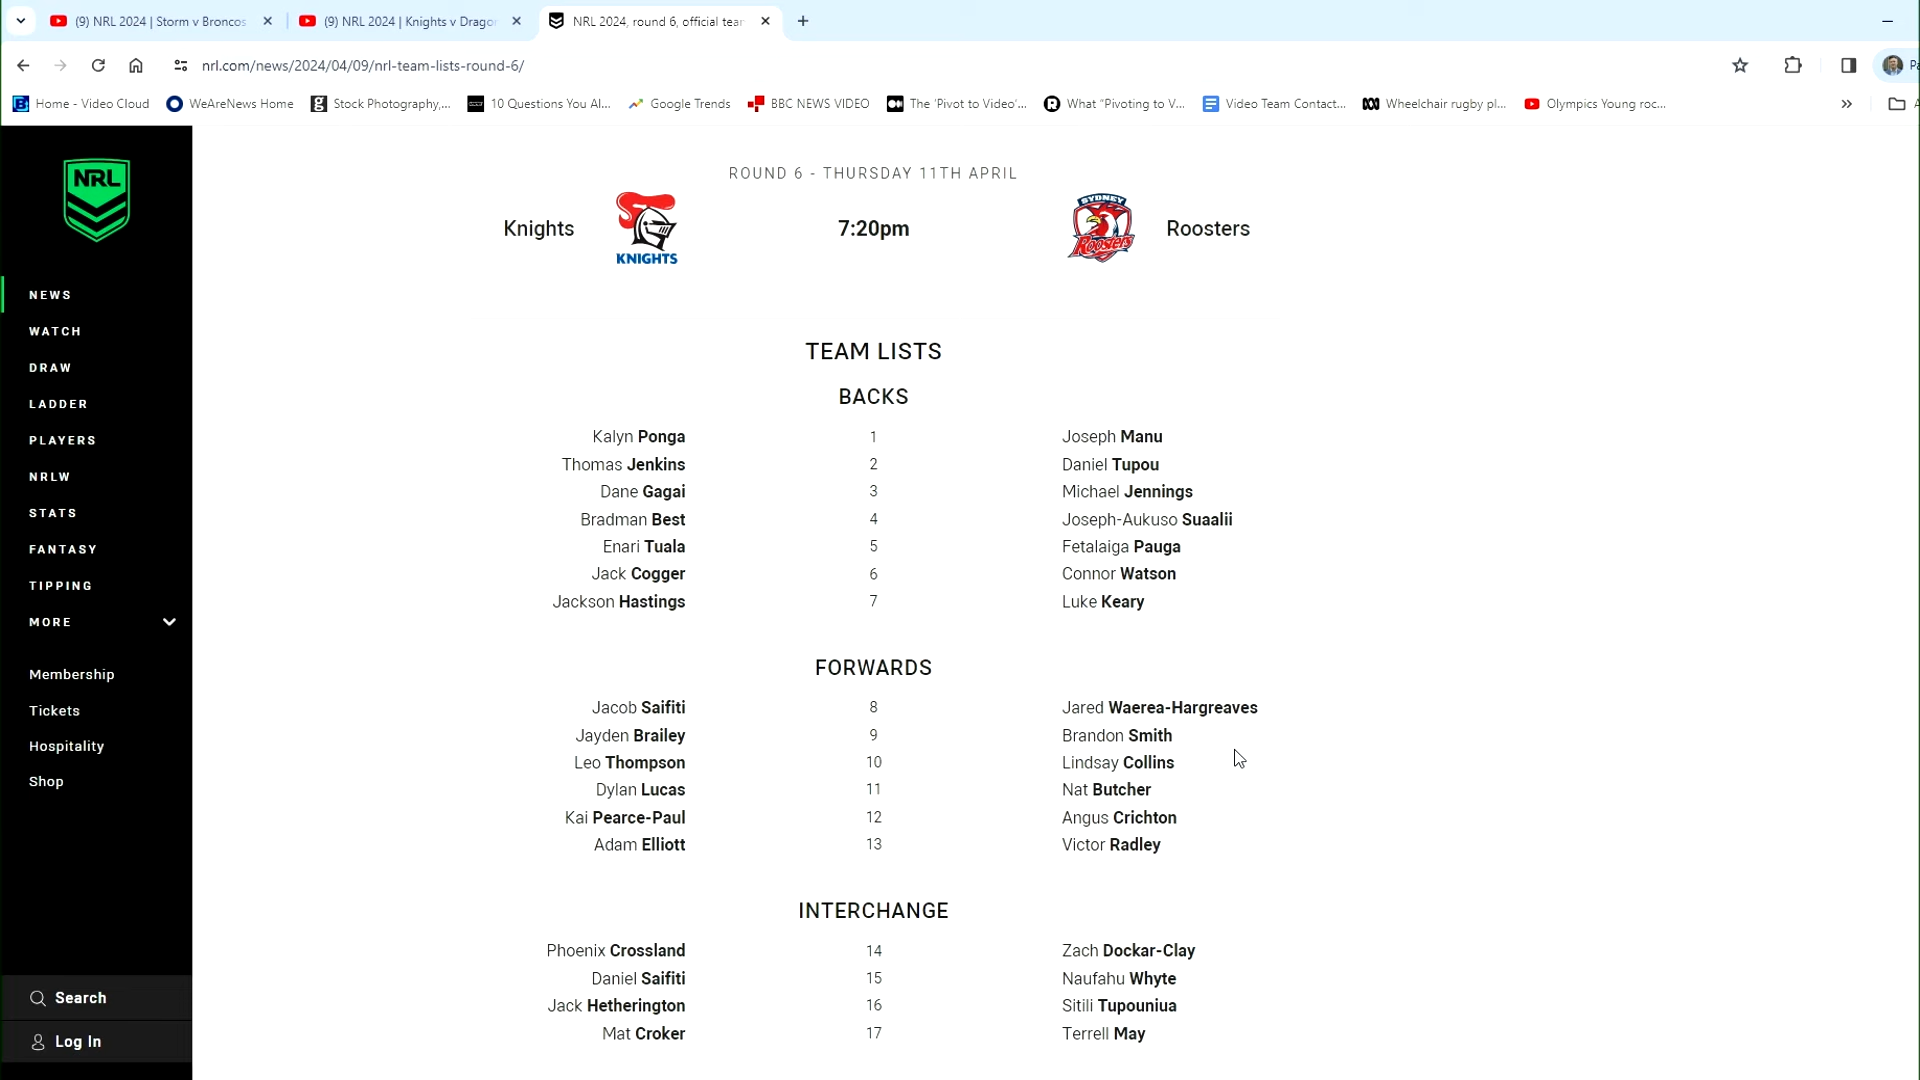 (9) NRL 2024 | Storm v Broncos
(9) NRL 2024 | Knights v Drago
NRL 2024, round 6, official tea
nrl.com/news/2024/04/09/nrl-team-lists-round-6/
Home - Video Cloud
WeAreNews Home
Stock Photography,...
10 Questions You Al...
Google Trends
BBC NEWS VIDEO
The 'Pivot to Video'...
What "Pivoting to V...
Video Team Contact...
Wheelchair rugby pl...
Olympics Young roc...
NRL
NEWS
WATCH
DRAW
LADDER
PLAYERS
NRLW
STATS
FANTASY
TIPPING
MORE
Membership
Tickets
Hospitality
Shop
Search
Log In
ROUND 6 - THURSDAY 11TH APRIL
Knights KNIGHTS 7:20pm SYDNEY Roosters Roosters
TEAM LISTS
BACKS
Kalyn Ponga 1 Joseph Manu
Thomas Jenkins 2 Daniel Tupou
Dane Gagai 3 Michael Jennings
Bradman Best 4 Joseph-Aukuso Suaalii
Enari Tuala 5 Fetalaiga Pauga
Jack Cogger 6 Connor Watson
Jackson Hastings 7 Luke Keary
FORWARDS
Jacob Saifiti 8 Jared Waerea-Hargreaves
Jayden Brailey 9 Brandon Smith
Leo Thompson 10 Lindsay Collins
Dylan Lucas 11 Nat Butcher
Kai Pearce-Paul 12 Angus Crichton
Adam Elliott 13 Victor Radley
INTERCHANGE
Phoenix Crossland 14 Zach Dockar-Clay
Daniel Saifiti 15 Naufahu Whyte
Jack Hetherington 16 Sitili Tupouniua
Mat Croker 17 Terrell May